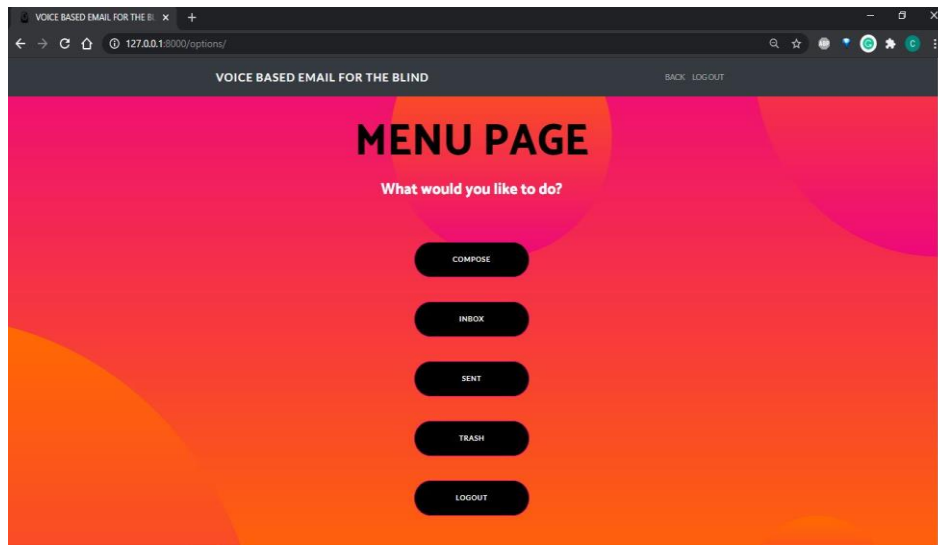 VOICE BASED EMAIL FOR THE BL
127.0.0.1:8000/options/
VOICE BASED EMAIL FOR THE BLIND BACK LOGOUT
MENU PAGE
What would you like to do?
COMPOSE
INBOX
SENT
TRASH
LOGOUT